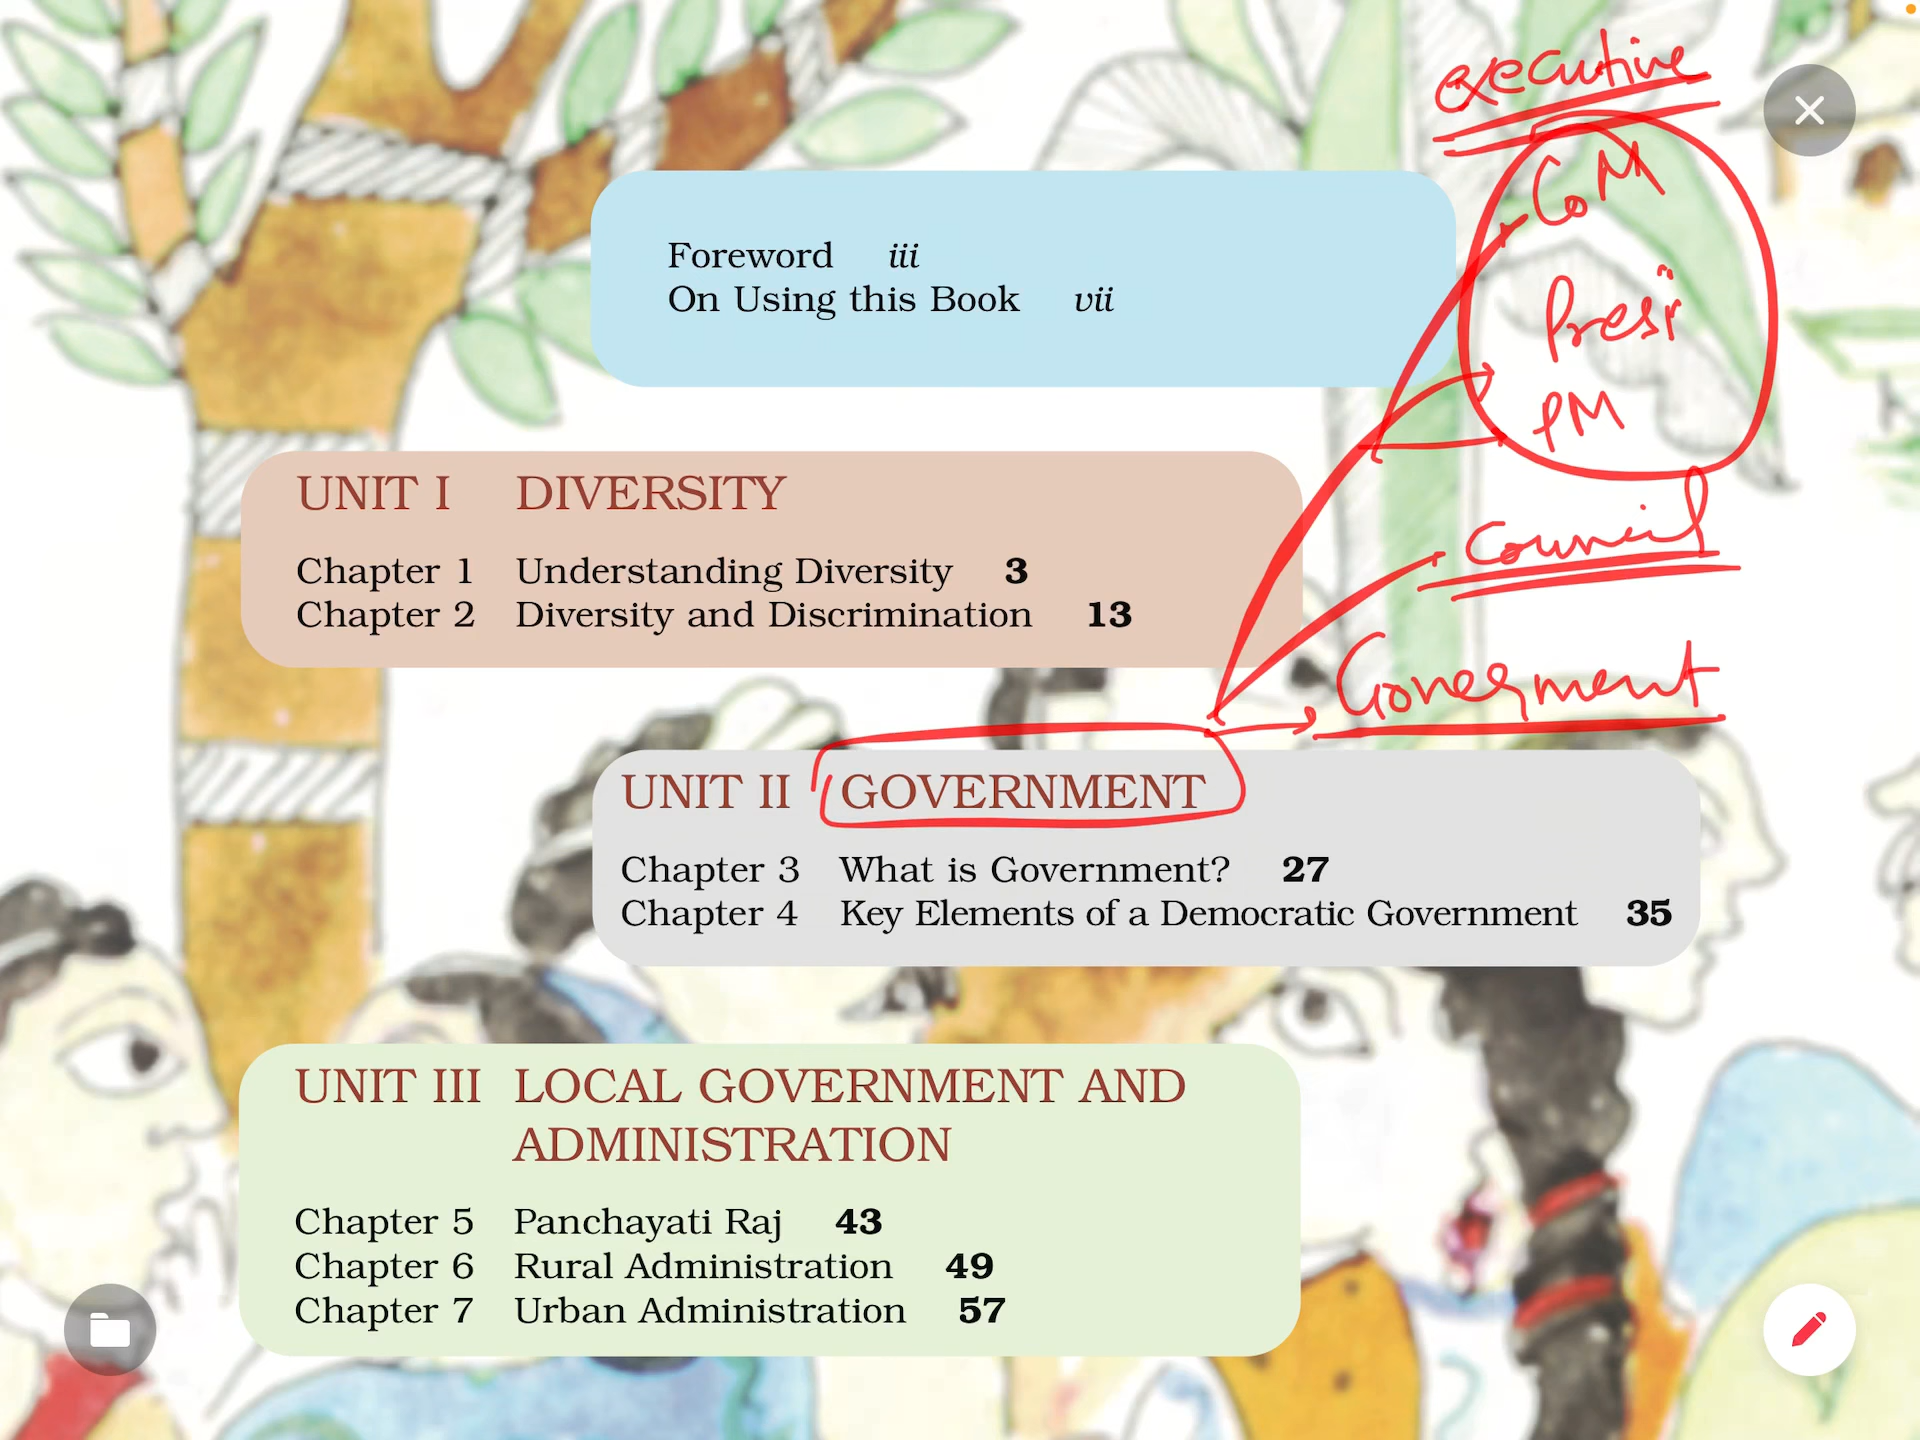 executive
CoM
Foreword iii
On Using this Book vii
Presi
PM
UNIT I DIVERSITY
Council
Chapter 1 Understanding Diversity 3
Chapter 2 Diversity and Discrimination 13
Government
UNIT II GOVERNMENT
Chapter 3 What is Government? 27
Chapter 4 Key Elements of a Democratic Government 35
UNIT III LOCAL GOVERNMENT AND
ADMINISTRATION
Chapter 5 Panchayati Raj 43
Chapter 6 Rural Administration 49
Chapter 7 Urban Administration 57